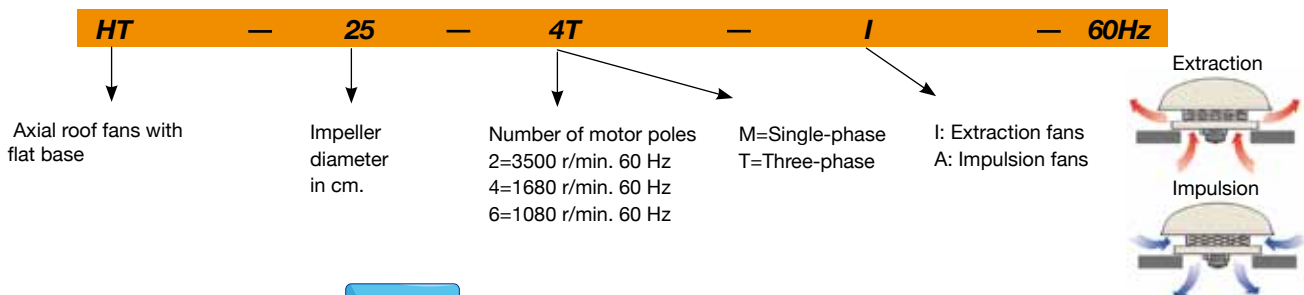 HT — 25 — 4T — I — 60Hz
Axial roof fans with
flat base
Impeller
diameter
in cm.
Number of motor poles
2=3500 r/min. 60 Hz
4=1680 r/min. 60 Hz
6=1080 r/min. 60 Hz
M=Single-phase
T=Three-phase
I: Extraction fans
A: Impulsion fans
Extraction
Impulsion